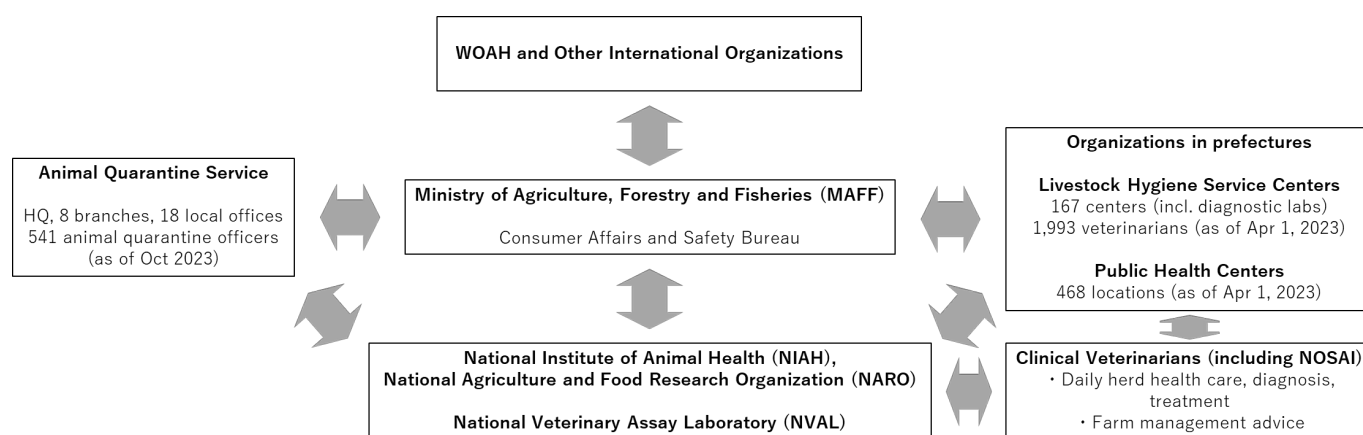 WOAH and Other International Organizations
Animal Quarantine Service
HQ, 8 branches, 18 local offices
541 animal quarantine officers
(as of Oct 2023)
Ministry of Agriculture, Forestry and Fisheries (MAFF)
Consumer Affairs and Safety Bureau
Organizations in prefectures
Livestock Hygiene Service Centers
167 centers (incl. diagnostic labs)
1,993 veterinarians (as of Apr 1, 2023)
Public Health Centers
468 locations (as of Apr 1, 2023)
National Institute of Animal Health (NIAH),
National Agriculture and Food Research Organization (NARO)
National Veterinary Assay Laboratory (NVAL)
Clinical Veterinarians (including NOSAI)
・Daily herd health care, diagnosis,
treatment
・Farm management advice